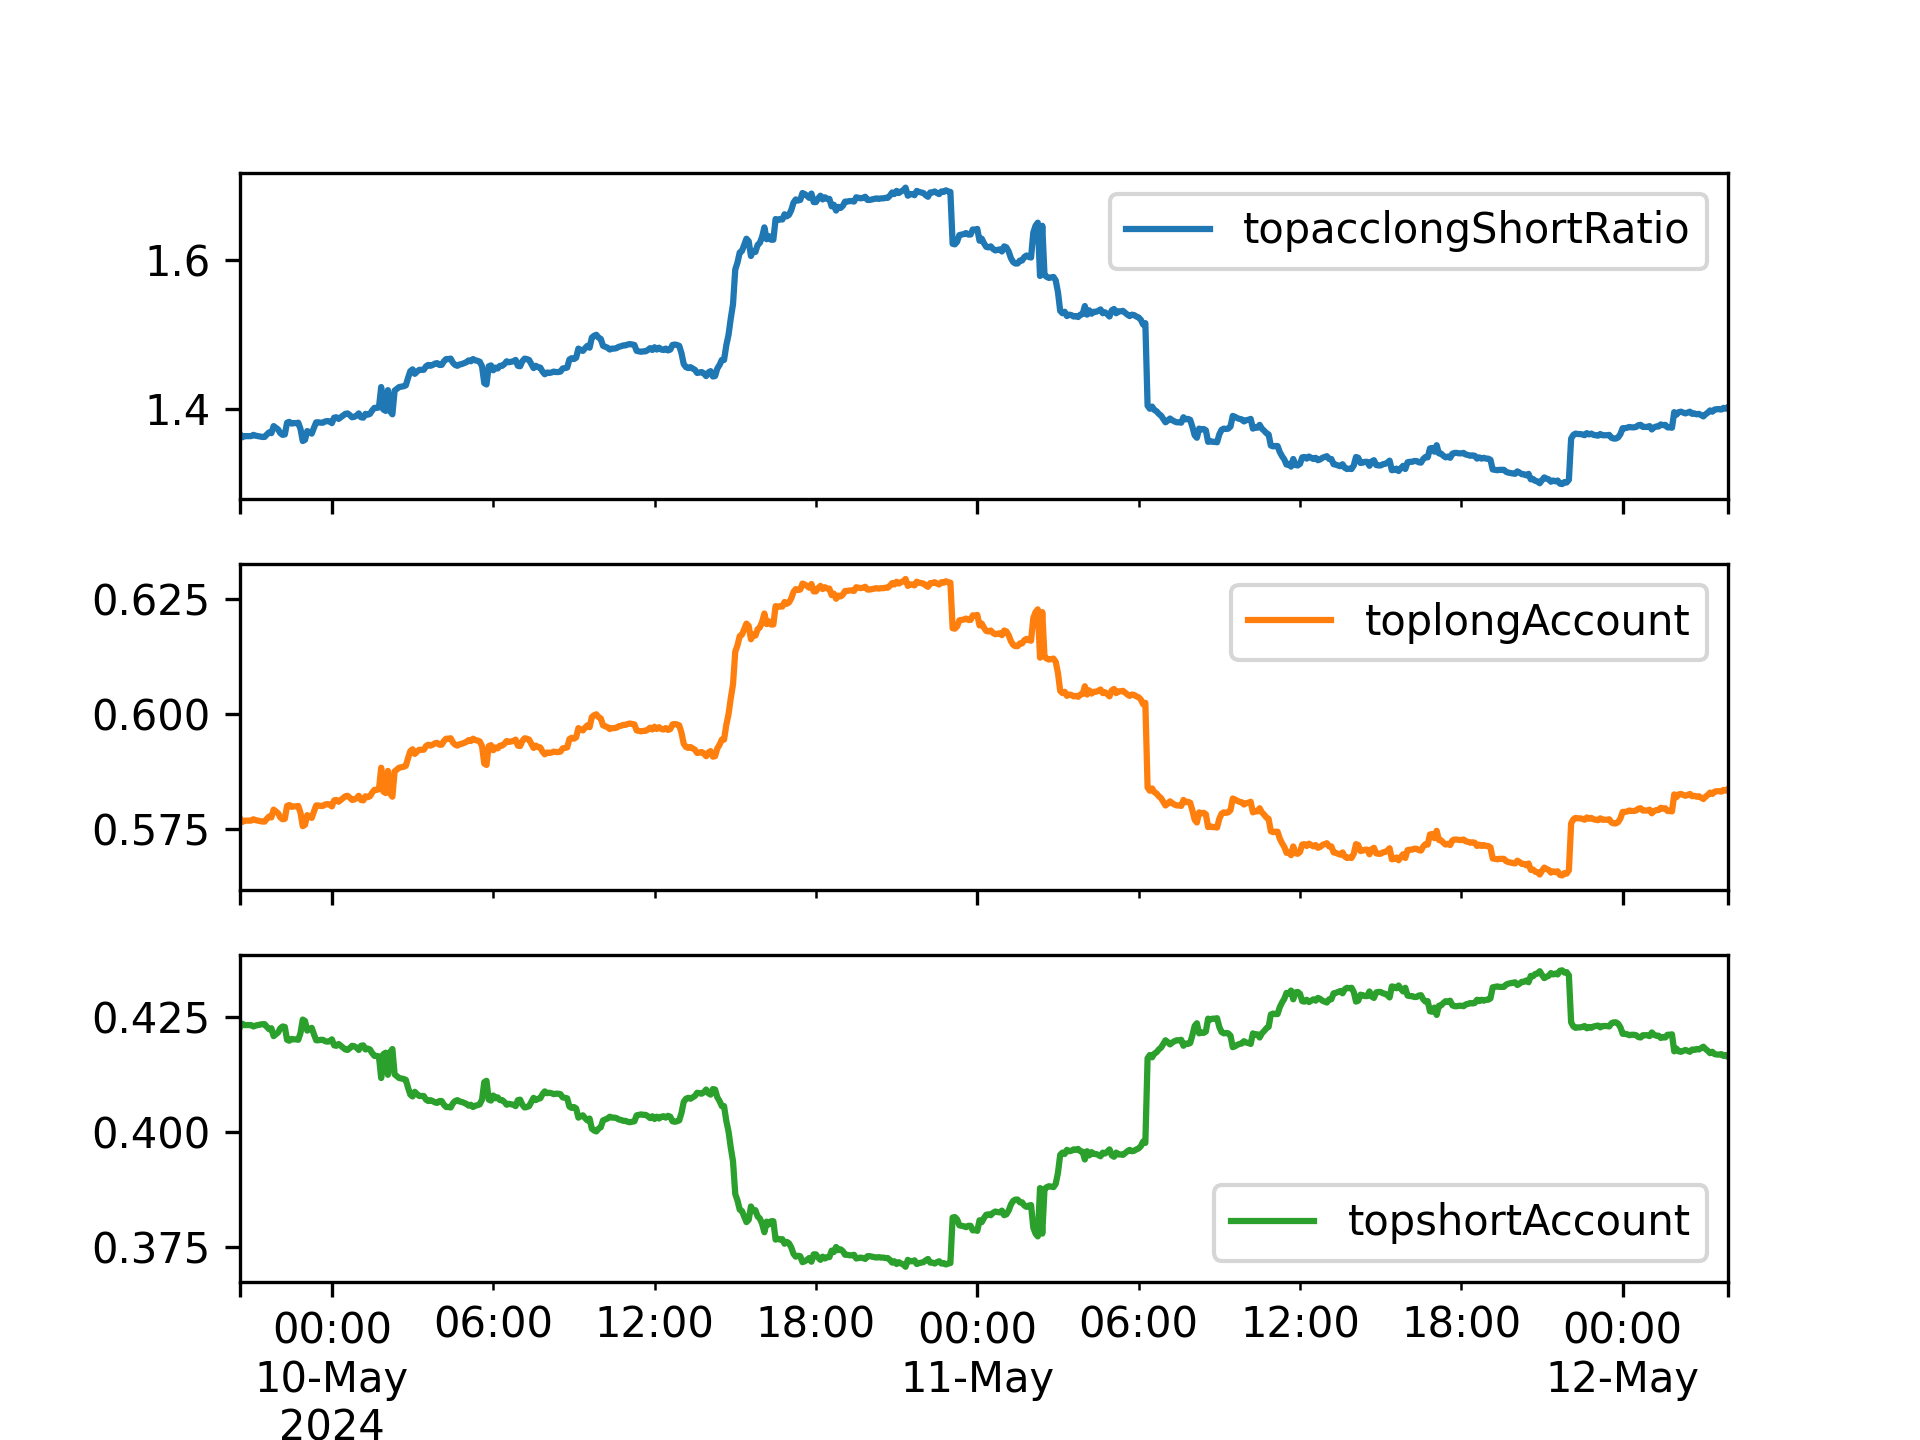 topacclongShortRatio
1.6
1.4
toplongAccount
0.625
0.600
0.575
topshortAccount
0.425
0.400
0.375
00:00 06:00 12:00 18:00 00:00 06:00 12:00 18:00 00:00
10-May 11-May 12-May
2024